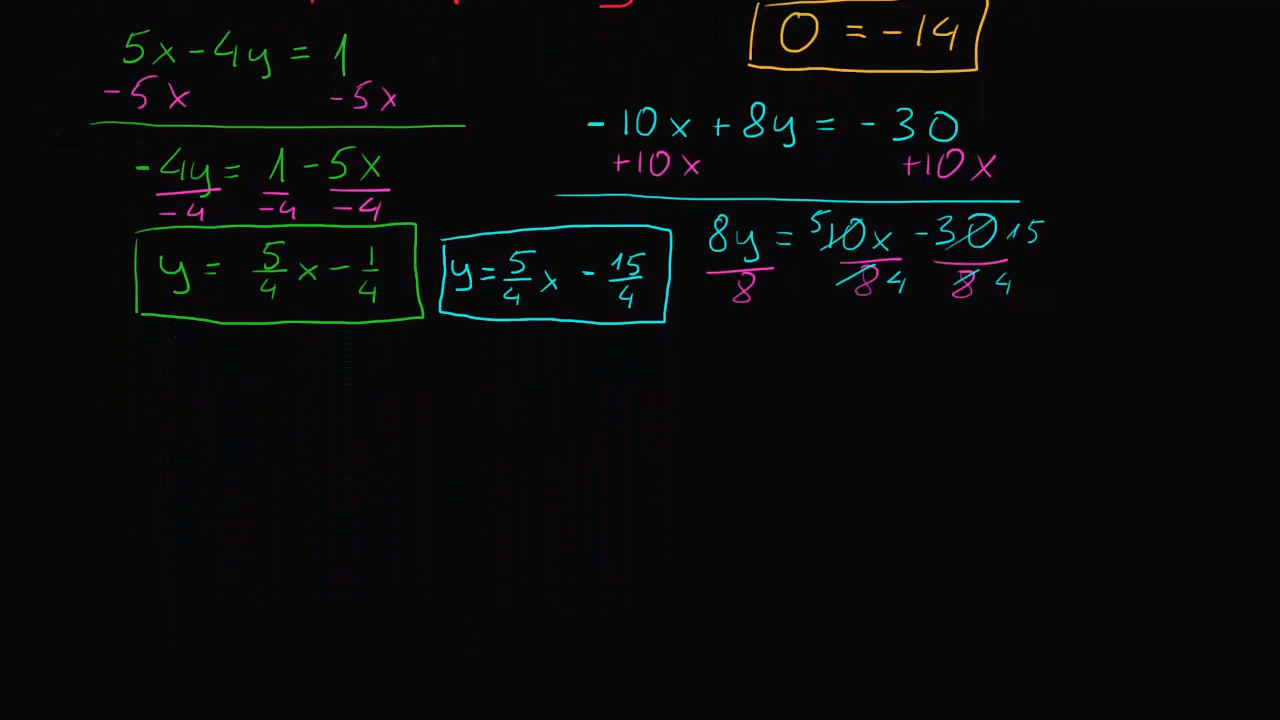 5x - 4y = 1
-5x -5x
-4y = 1 - 5x
-4 -4 -4
y = 5/4 x - 1/4
0 = -14
-10x + 8y = -30
+10x +10x
8y = 5 10x - 30 15
8 8 4 8 4
y = 5/4 x - 15/4